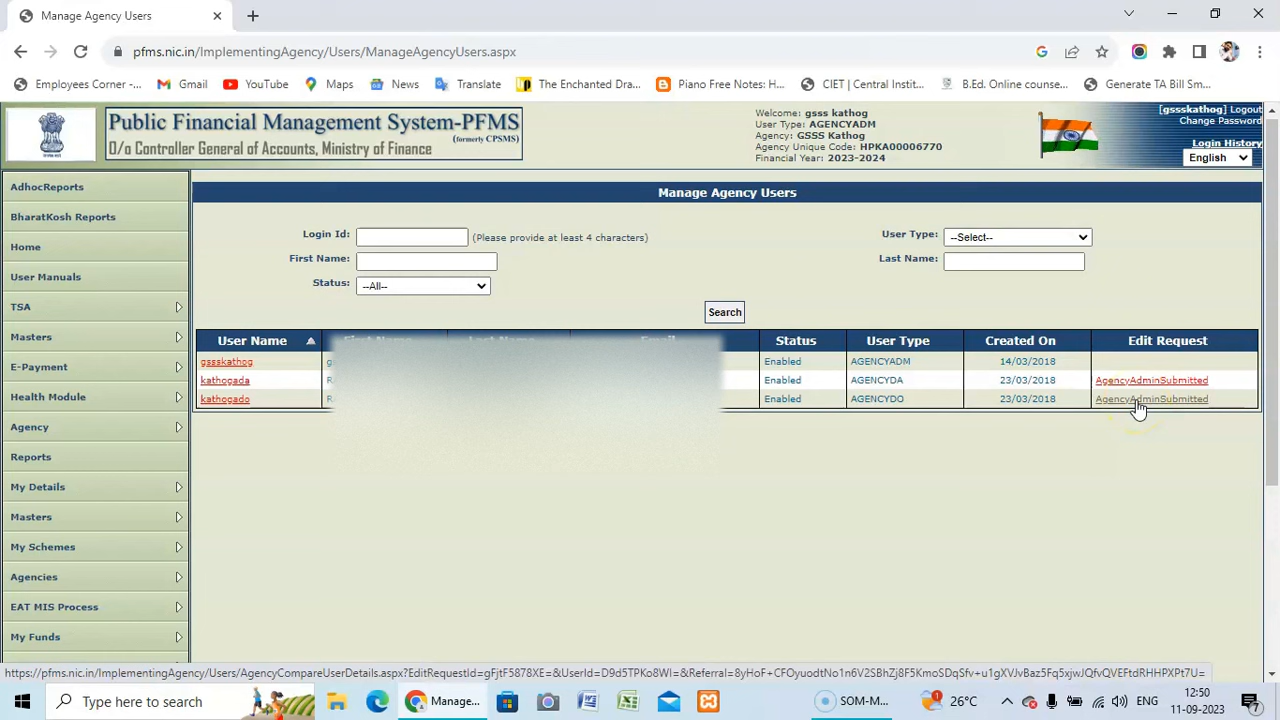 Manage Agency Users
pfms.nic.in/ImplementingAgency/Users/ManageAgencyUsers.aspx
Employees Corner -... Gmail YouTube Maps News Translate The Enchanted Dra... Piano Free Notes: H... CIET | Central Instit... B.Ed. Online counse... Generate TA Bill Sm...
Public Financial Management System-PFMS
(formerly CPSMS)
O/o Controller General of Accounts, Ministry of Finance
Welcome: gsss kathog
User Type: AGENCYADM
Agency: GSSS Kathog
Agency Unique Code: HPKA00006770
Financial Year: 2023-2024
[gssskathog] Logout
Change Password
Login History
English
AdhocReports
BharatKosh Reports
Home
User Manuals
TSA
Masters
E-Payment
Health Module
Agency
Reports
My Details
Masters
My Schemes
Agencies
EAT MIS Process
My Funds
Manage Agency Users
Login Id: (Please provide at least 4 characters) User Type: --Select--
First Name: Last Name:
Status: --All--
Search
User Name First Name Last Name Email Status User Type Created On Edit Request
gssskathog g Enabled AGENCYADM 14/03/2018
kathogada R Enabled AGENCYDA 23/03/2018 AgencyAdminSubmitted
kathogado R Enabled AGENCYDO 23/03/2018 AgencyAdminSubmitted
Type here to search
Manage...
SOM-M...
26°C
ENG
12:50
11-09-2023
7